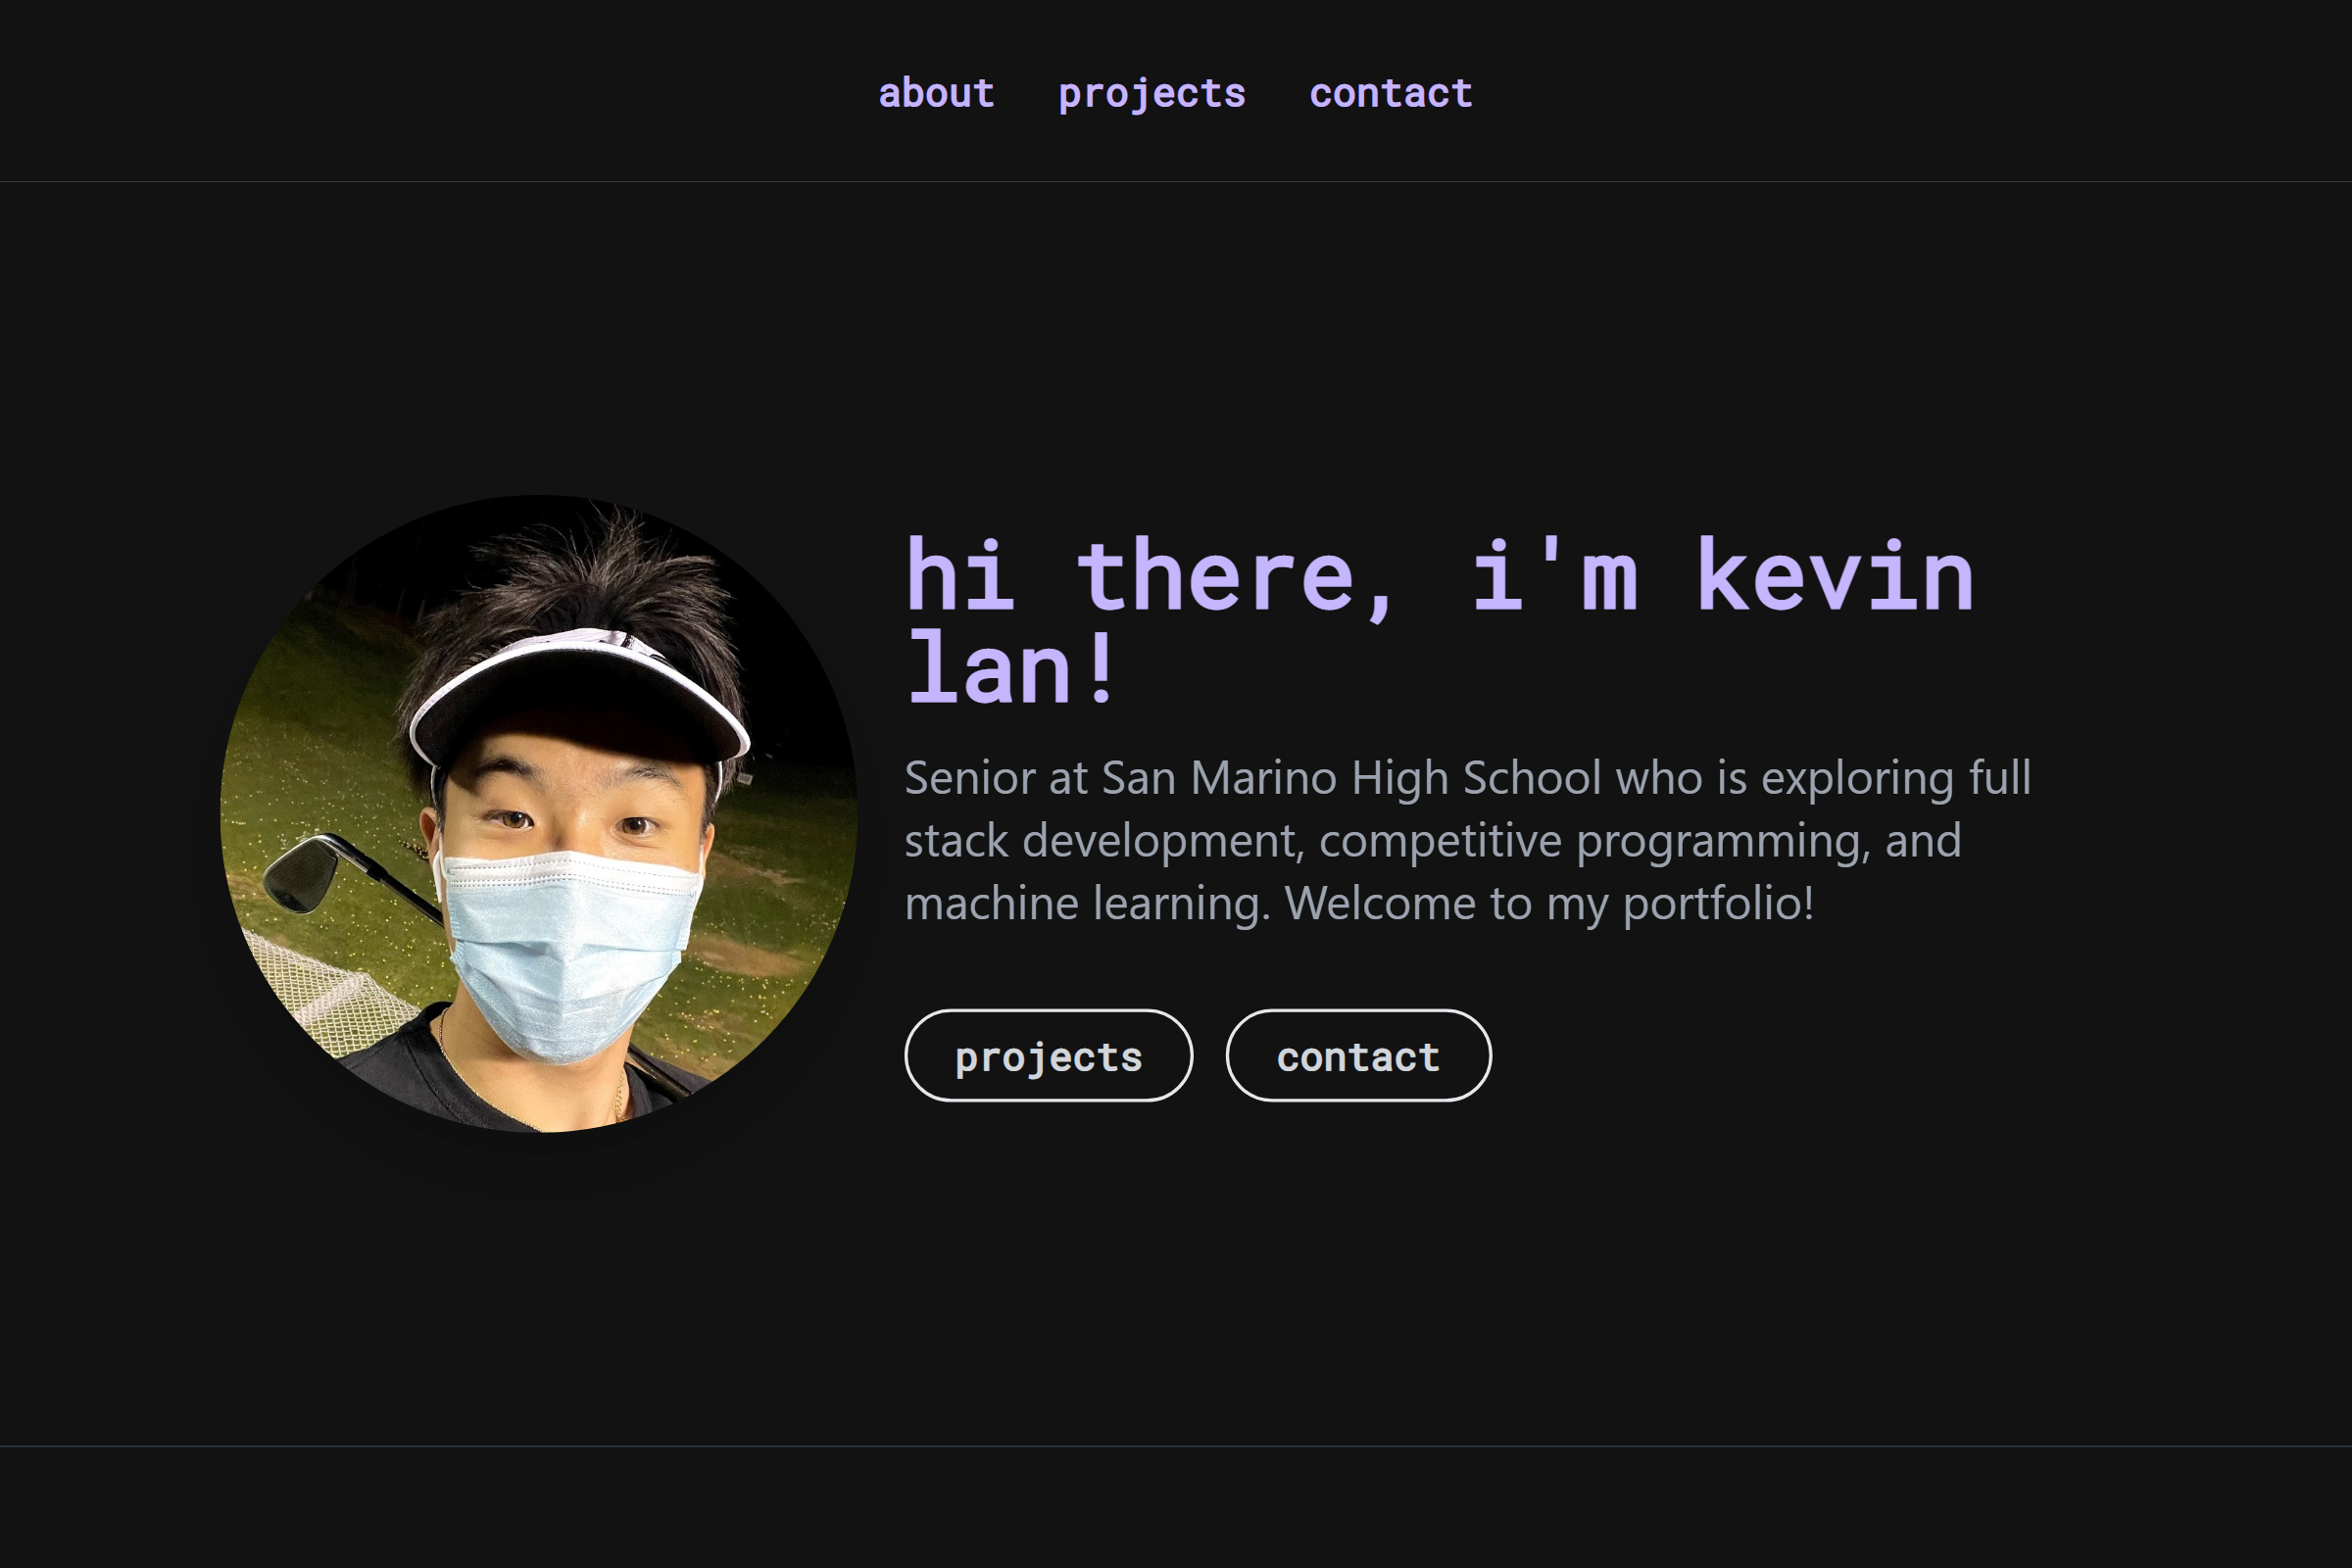 about projects contact
hi there, i'm kevin
lan!
Senior at San Marino High School who is exploring full
stack development, competitive programming, and
machine learning. Welcome to my portfolio!
projects contact